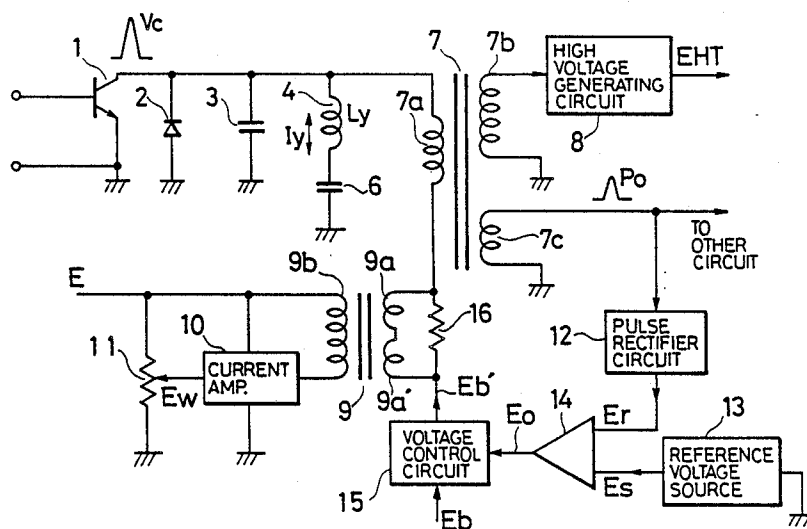 Vc
1
2
3
4
Ly
Iy
6
7
7a
7b
HIGH
VOLTAGE
GENERATING
CIRCUIT
8
EHT
Po
7c
TO
OTHER
CIRCUIT
E
11
Ew
10
CURRENT
AMP.
9b
9
9a
9a'
16
Eb'
VOLTAGE
CONTROL
CIRCUIT
15
Eb
Eo
14
Er
Es
12
PULSE
RECTIFIER
CIRCUIT
13
REFERENCE
VOLTAGE
SOURCE